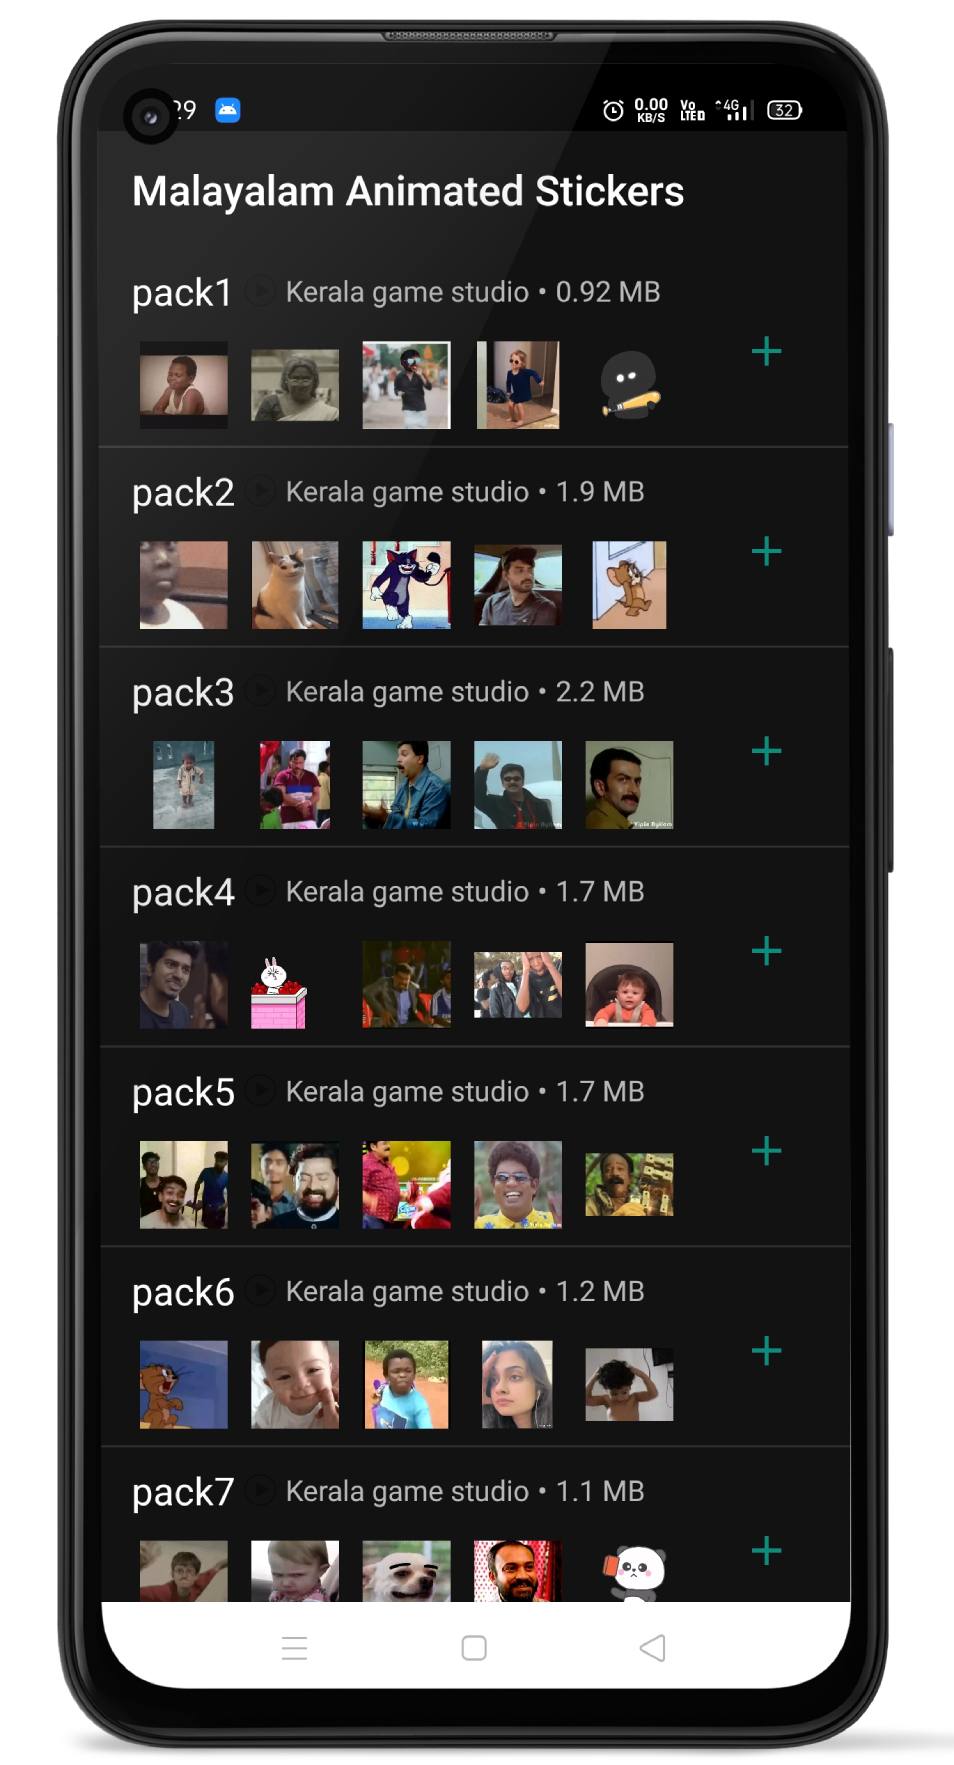 29 0.00 KB/S Vo LTE 4G 32
Malayalam Animated Stickers
pack1 Kerala game studio • 0.92 MB
pack2 Kerala game studio • 1.9 MB
pack3 Kerala game studio • 2.2 MB
pack4 Kerala game studio • 1.7 MB
pack5 Kerala game studio • 1.7 MB
pack6 Kerala game studio • 1.2 MB
pack7 Kerala game studio • 1.1 MB